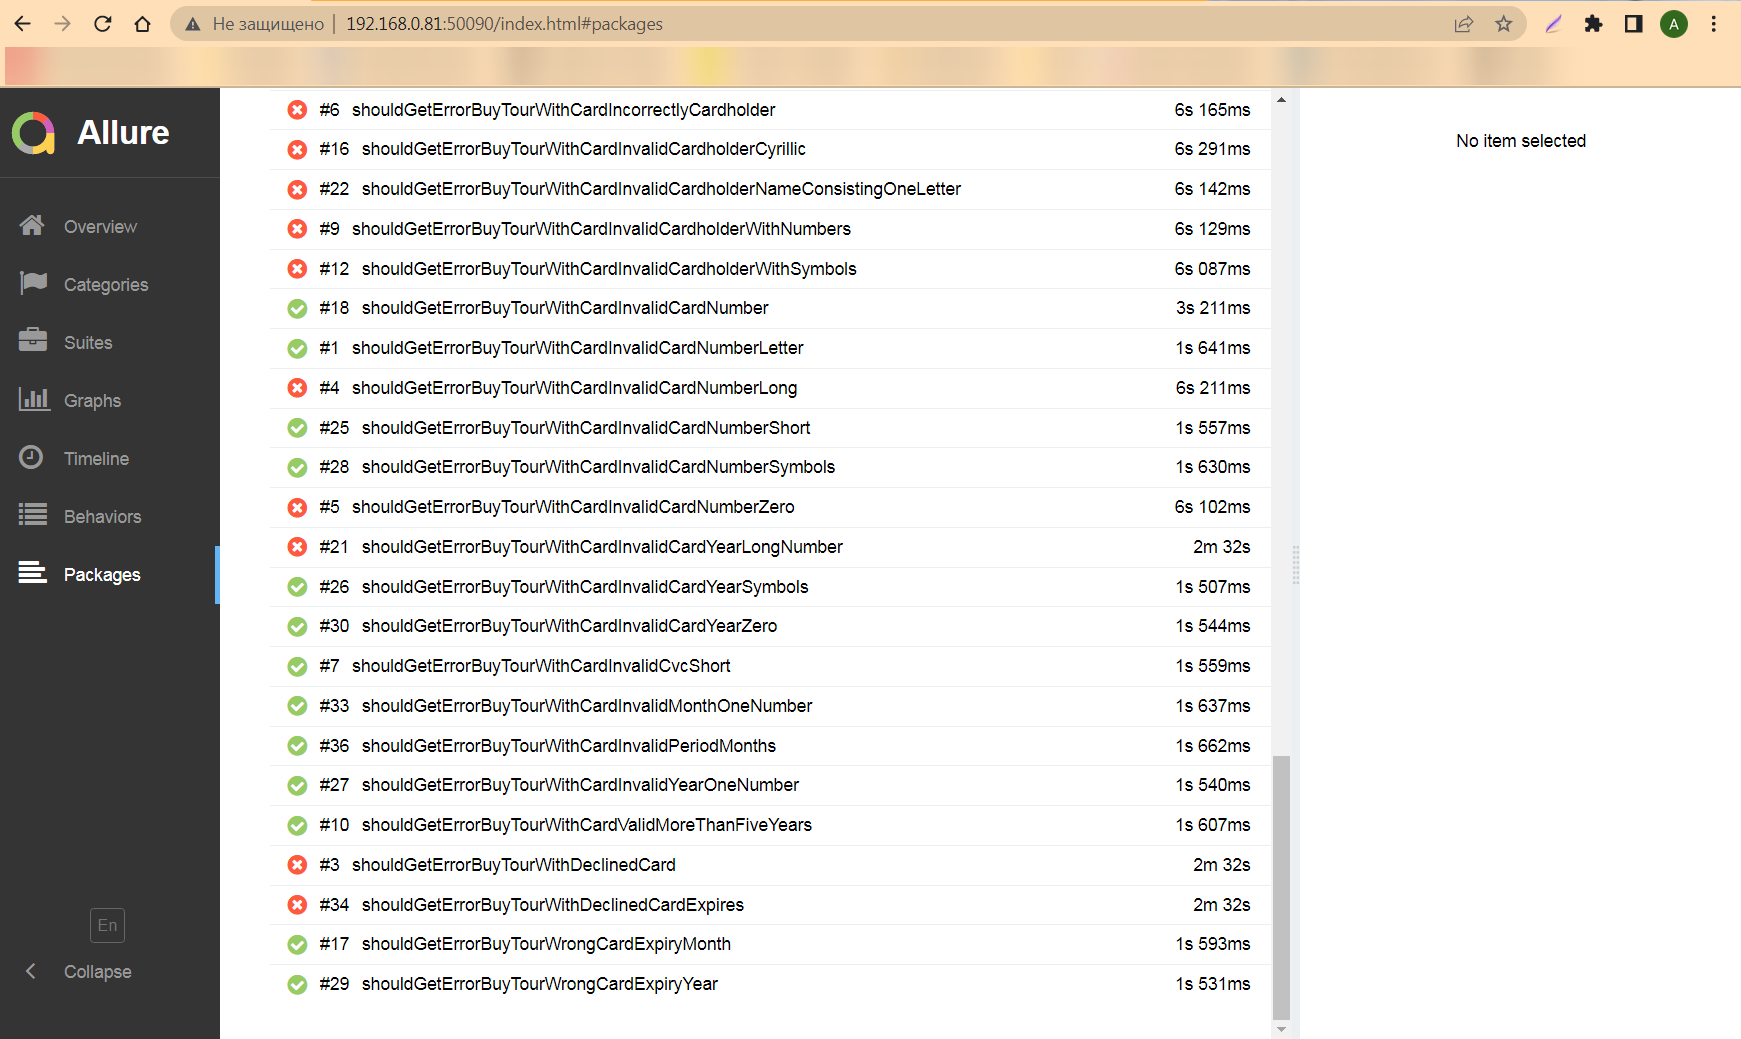 Не защищено | 192.168.0.81:50090/index.html#packages
A
Allure
Overview
Categories
Suites
Graphs
Timeline
Behaviors
Packages
En
Collapse
#6 shouldGetErrorBuyTourWithCardIncorrectlyCardholder 6s 165ms
#16 shouldGetErrorBuyTourWithCardInvalidCardholderCyrillic 6s 291ms
#22 shouldGetErrorBuyTourWithCardInvalidCardholderNameConsistingOneLetter 6s 142ms
#9 shouldGetErrorBuyTourWithCardInvalidCardholderWithNumbers 6s 129ms
#12 shouldGetErrorBuyTourWithCardInvalidCardholderWithSymbols 6s 087ms
#18 shouldGetErrorBuyTourWithCardInvalidCardNumber 3s 211ms
#1 shouldGetErrorBuyTourWithCardInvalidCardNumberLetter 1s 641ms
#4 shouldGetErrorBuyTourWithCardInvalidCardNumberLong 6s 211ms
#25 shouldGetErrorBuyTourWithCardInvalidCardNumberShort 1s 557ms
#28 shouldGetErrorBuyTourWithCardInvalidCardNumberSymbols 1s 630ms
#5 shouldGetErrorBuyTourWithCardInvalidCardNumberZero 6s 102ms
#21 shouldGetErrorBuyTourWithCardInvalidCardYearLongNumber 2m 32s
#26 shouldGetErrorBuyTourWithCardInvalidCardYearSymbols 1s 507ms
#30 shouldGetErrorBuyTourWithCardInvalidCardYearZero 1s 544ms
#7 shouldGetErrorBuyTourWithCardInvalidCvcShort 1s 559ms
#33 shouldGetErrorBuyTourWithCardInvalidMonthOneNumber 1s 637ms
#36 shouldGetErrorBuyTourWithCardInvalidPeriodMonths 1s 662ms
#27 shouldGetErrorBuyTourWithCardInvalidYearOneNumber 1s 540ms
#10 shouldGetErrorBuyTourWithCardValidMoreThanFiveYears 1s 607ms
#3 shouldGetErrorBuyTourWithDeclinedCard 2m 32s
#34 shouldGetErrorBuyTourWithDeclinedCardExpires 2m 32s
#17 shouldGetErrorBuyTourWrongCardExpiryMonth 1s 593ms
#29 shouldGetErrorBuyTourWrongCardExpiryYear 1s 531ms
No item selected